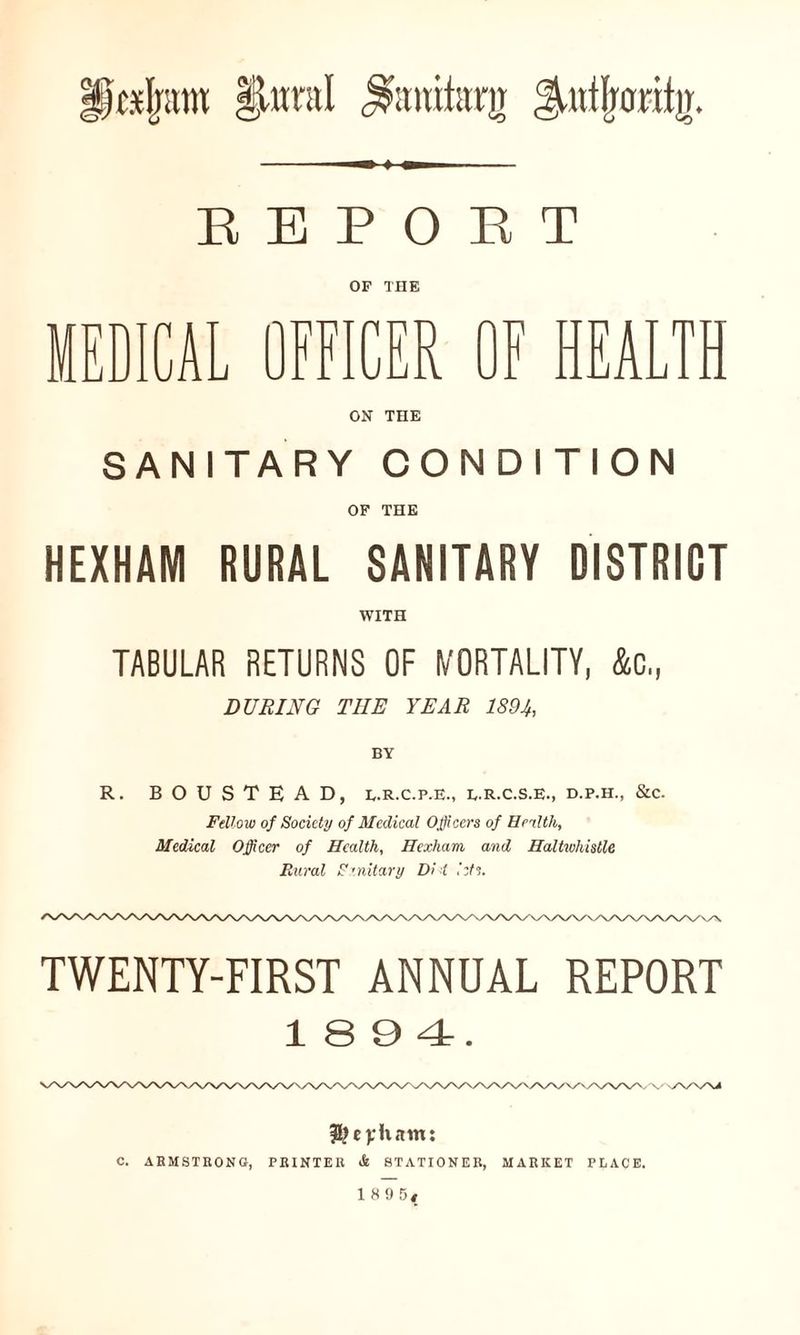 Hexham Rural Sanitary Authority.
REPORT
OF THE
MEDICAL OFFICER OF HEALTH
ON THE
SANITARY CONDITION
OF THE
HEXHAM RURAL SANITARY DISTRICT
WITH
TABULAR RETURNS OF MORTALITY, &c.,
DURING THE YEAR 1894,
BY
R. BOUSTEAD, L.R.C.P.E., L.R.C.S.E., D.P.H., &c.
Fellow of Society of Medical Officers of Health,
Medical Officer of Health, Hexham and Haltwhistle
Rural Sanitary Districts.
TWENTY-FIRST ANNUAL REPORT
1894.
Hexham:
C. ARMSTRONG, PRINTER & STATIONER, MARKET PLACE.
1895.